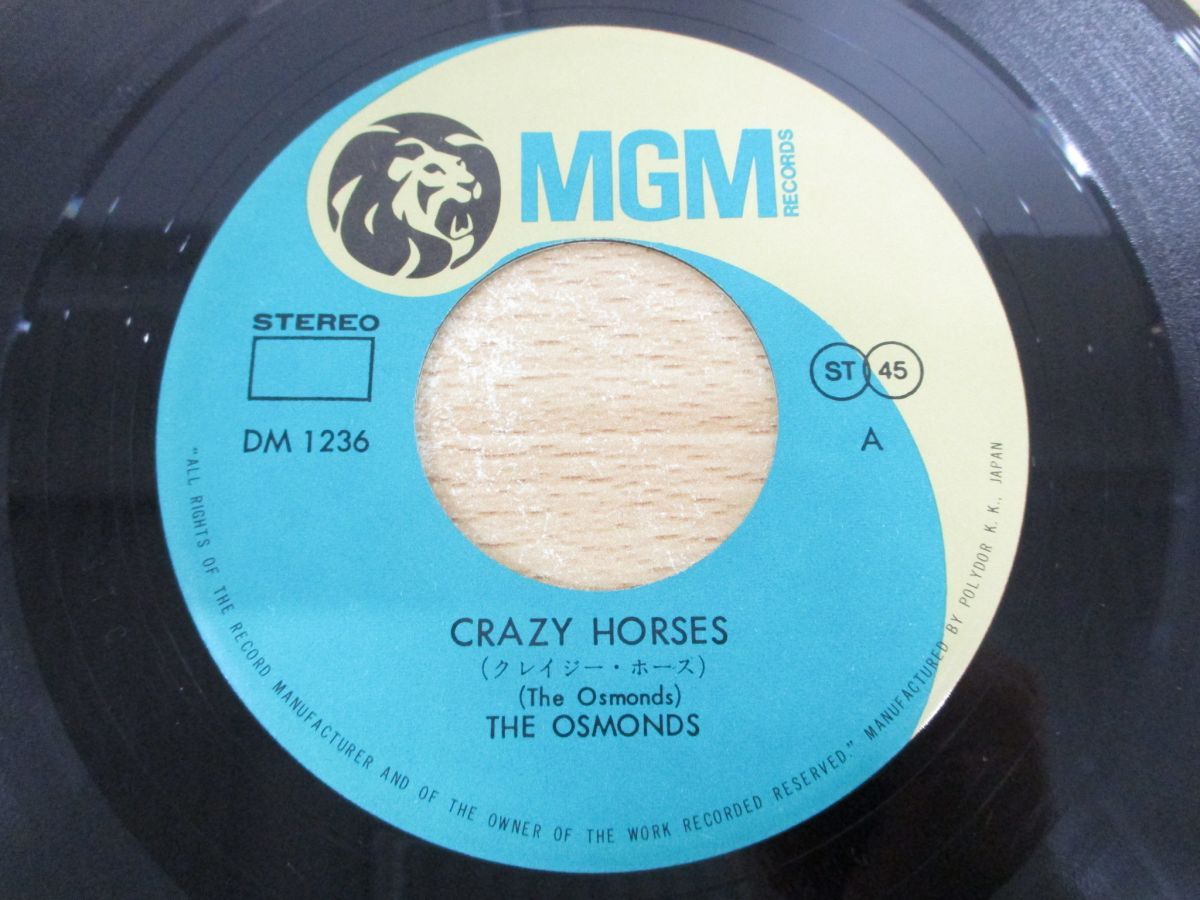 MGM
RECORDS
STEREO
DM 1236
ST 45
A
CRAZY HORSES
(クレイジー・ホース)
(The Osmonds)
THE OSMONDS
"ALL RIGHTS OF THE RECORD MANUFACTURER AND OF THE OWNER OF THE WORK RECORDED RESERVED." MANUFACTURED BY POLYDOR K. K., JAPAN